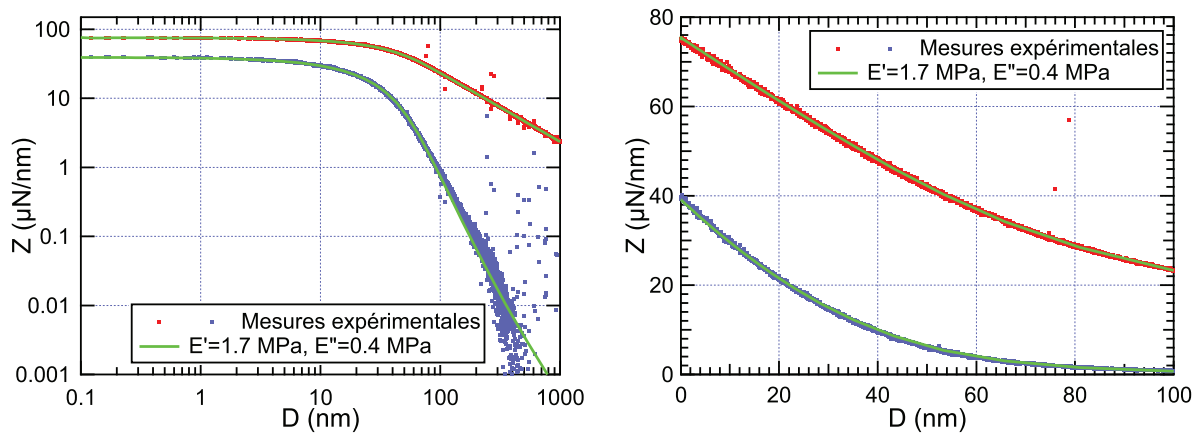 100
10
1
0.1
0.01
0.001
Z (µN/nm)
Mesures expérimentales
E'=1.7 MPa, E"=0.4 MPa
0.1
1
10
100
1000
D (nm)
80
60
40
20
0
Z (µN/nm)
Mesures expérimentales
E'=1.7 MPa, E"=0.4 MPa
0
20
40
60
80
100
D (nm)